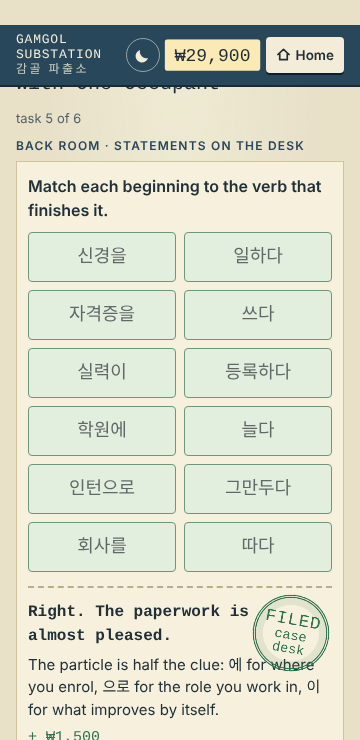 GAMGOL
SUBSTATION
감골 파출소
₩29,900
Home
with one occupant
task 5 of 6
BACK ROOM · STATEMENTS ON THE DESK
Match each beginning to the verb that
finishes it.
신경을 일하다
자격증을 쓰다
실력이 등록하다
학원에 늘다
인턴으로 그만두다
회사를 따다
Right. The paperwork is
almost pleased.
FILED
case
desk
The particle is half the clue: 에 for where
you enrol, 으로 for the role you work in, 이
for what improves by itself.
+ ₩1,500